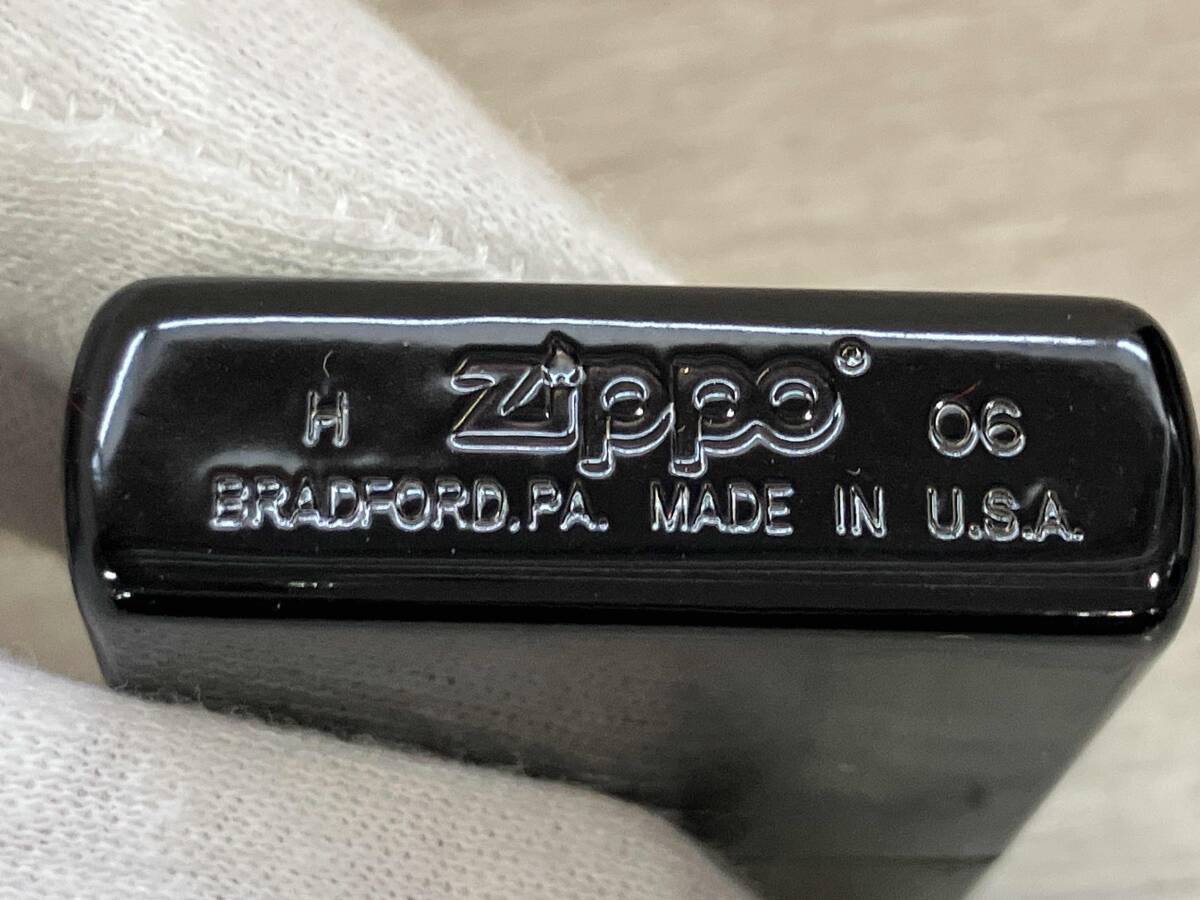 H Zippo® 06
BRADFORD, PA. MADE IN U.S.A.